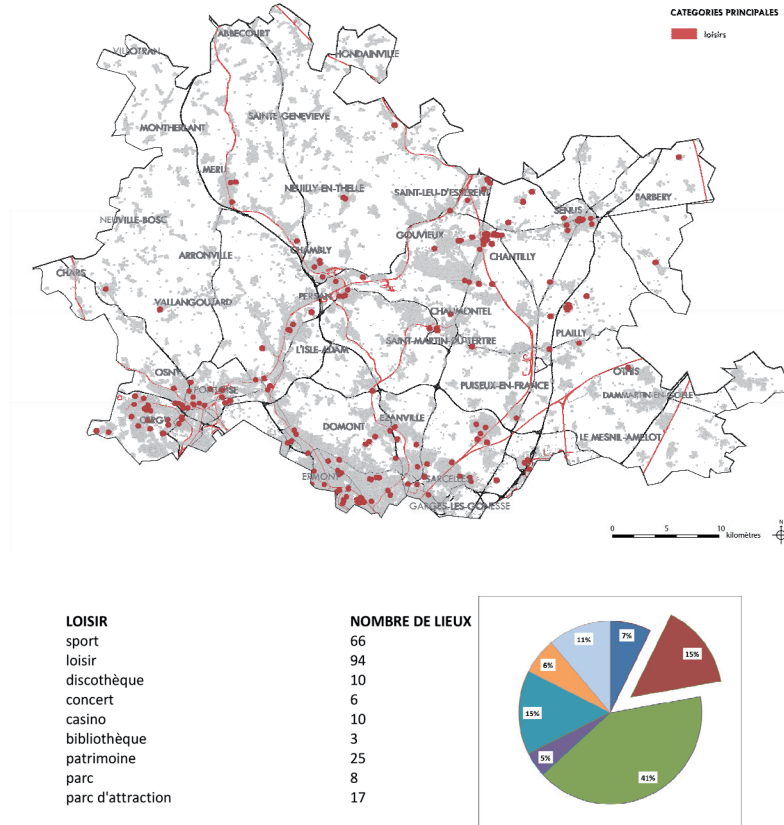 CATEGORIES PRINCIPALES
loisirs
ABBECOURT
VILLOTRAN
HONDAINVILLE
SAINTE GENEVIEVE
MONTHERLANT
MERU
NEUILLY-EN-THELLE
SAINT-LEU-D'ESSERENT
BARBERY
SENLIS
NEUVILLE-BOSC
GOUVIEUX
CHAMBLY
CHANTILLY
ARRONVILLE
CHARS
PERSAN
VALLANGOUJARD
CHAUMONTEL
PLAILLY
SAINT-MARTIN-DU-TERTRE
L'ISLE-ADAM
OSNY
OTHIS
PUISEUX-EN-FRANCE
PONTOISE
DAMMARTIN-EN-GOELE
CERGY
EZANVILLE
DOMONT
LE MESNIL-AMELOT
ERMONT
SARCELLES
GARGES-LES-GONESSE
0 5 10 kilomètres
N
LOISIR NOMBRE DE LIEUX
sport 66
loisir 94
discothèque 10
concert 6
casino 10
bibliothèque 3
patrimoine 25
parc 8
parc d'attraction 17
11% 7%
15%
6%
15%
5%
41%